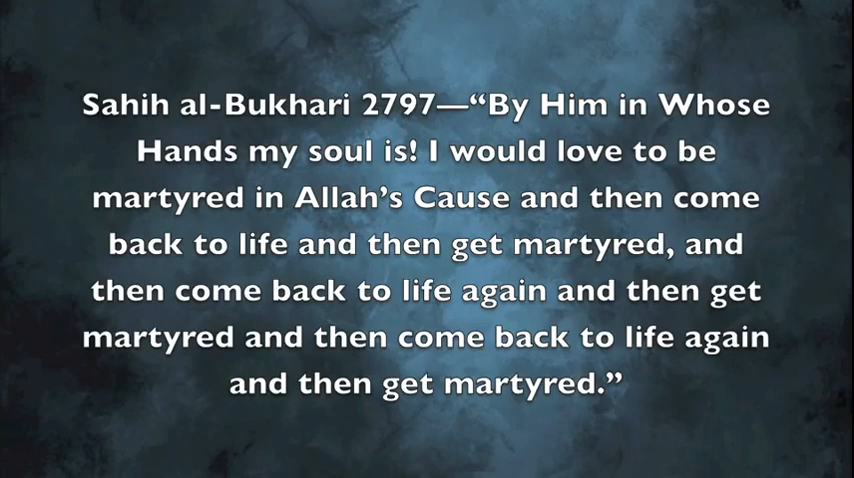 Sahih al-Bukhari 2797—“By Him in Whose
Hands my soul is! I would love to be
martyred in Allah’s Cause and then come
back to life and then get martyred, and
then come back to life again and then get
martyred and then come back to life again
and then get martyred.”